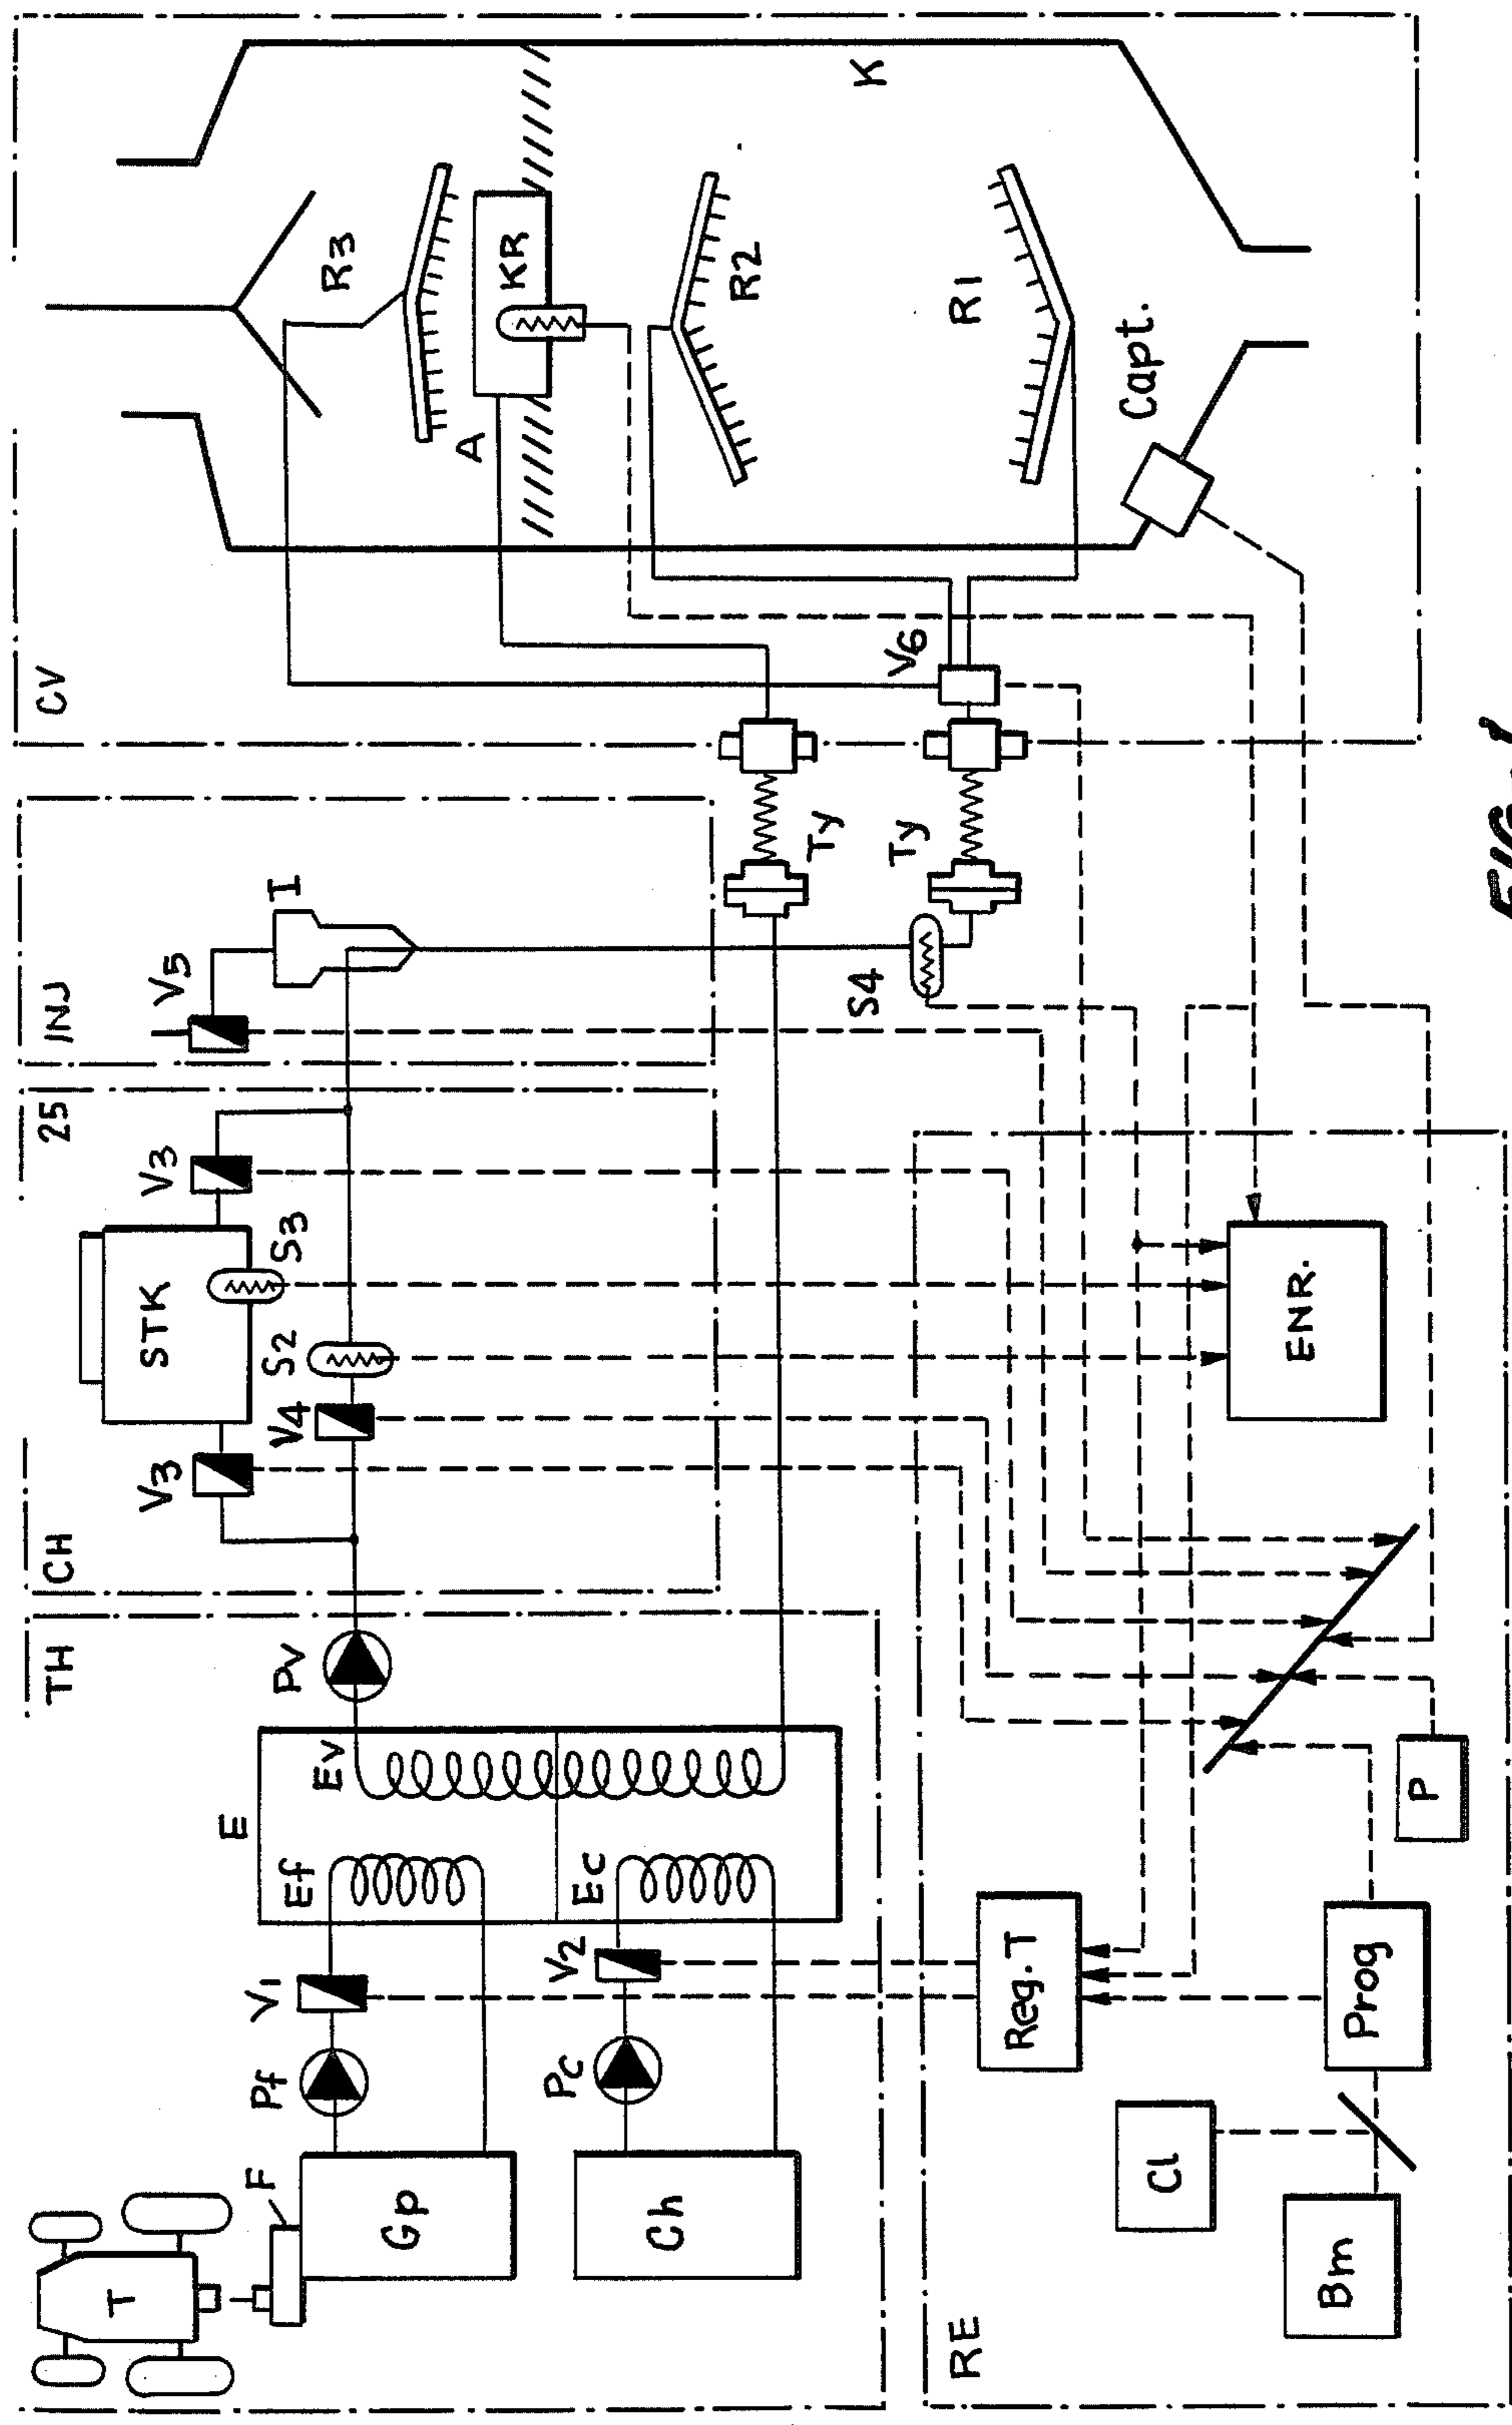 T
F
Gp
Ch
Pf
Pc
V1
V2
E
Ef
Ec
Ev
Pv
TH
CH
V3
V4
STK
S2
S3
V3
25
INJ
V5
I
S4
Ty
Ty
CV
V6
R3
A
KR
R2
R1
K
Capt.
RE
Bm
Cl
Prog
Reg.T
P
ENR.